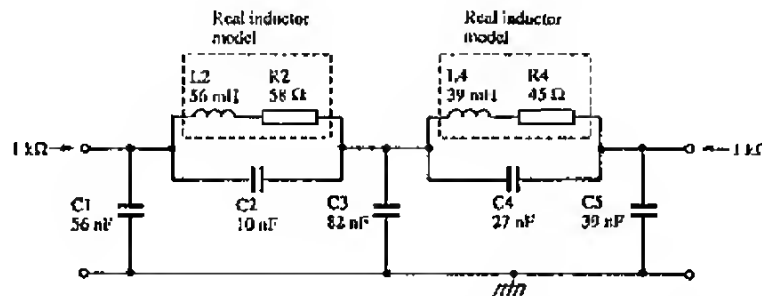 Real inductor
model
Real inductor
model
L2
56 mH
R2
58 Ω
L4
39 mH
R4
45 Ω
1 kΩ
1 kΩ
C1
56 nF
C2
10 nF
C3
82 nF
C4
27 nF
C5
39 nF